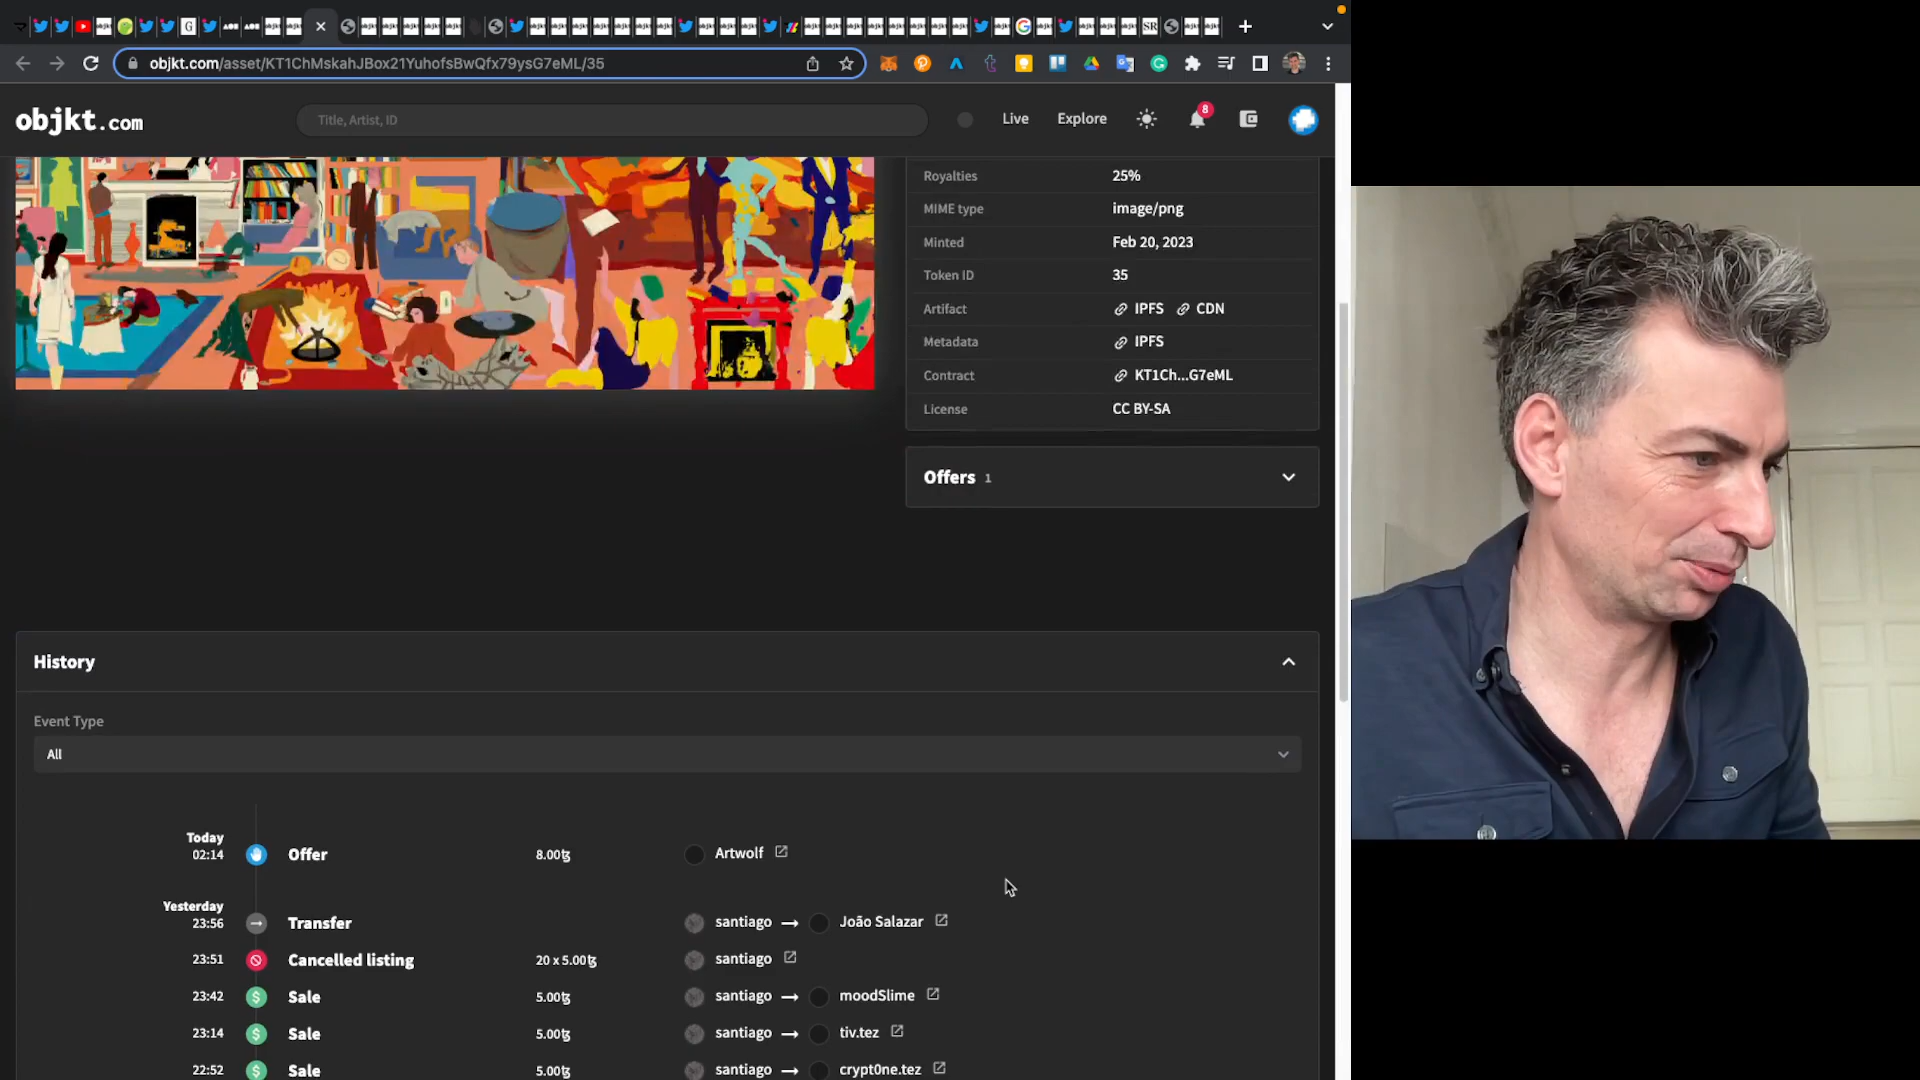 objkt.com/asset/KT1ChMskahJBox21YuhofsBwQfx79ysG7eML/35
objkt.com
Title, Artist, ID
Live
Explore
8
Royalties 25%
MIME type image/png
Minted Feb 20, 2023
Token ID 35
Artifact IPFS CDN
Metadata IPFS
Contract KT1Ch...G7eML
License CC BY-SA
Offers 1
History
Event Type
All
Today
02:14 Offer 8.00ꜩ Artwolf
Yesterday
23:56 Transfer santiago → João Salazar
23:51 Cancelled listing 20 x 5.00ꜩ santiago
23:42 Sale 5.00ꜩ santiago → moodSlime
23:14 Sale 5.00ꜩ santiago → tiv.tez
22:52 Sale 5.00ꜩ santiago → crypt0ne.tez